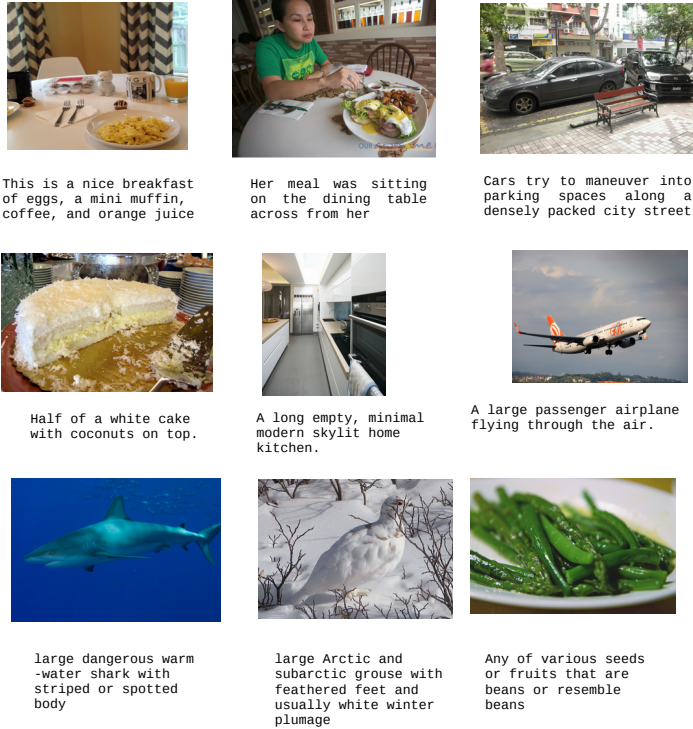 NGE
This is a nice breakfast
of eggs, a mini muffin,
coffee, and orange juice
OUR
Her meal was sitting
on the dining table
across from her
Cars try to maneuver into
parking spaces along a
densely packed city street
Half of a white cake
with coconuts on top.
A long empty, minimal
modern skylit home
kitchen.
GOL
A large passenger airplane
flying through the air.
large dangerous warm
-water shark with
striped or spotted
body
large Arctic and
subarctic grouse with
feathered feet and
usually white winter
plumage
Any of various seeds
or fruits that are
beans or resemble
beans